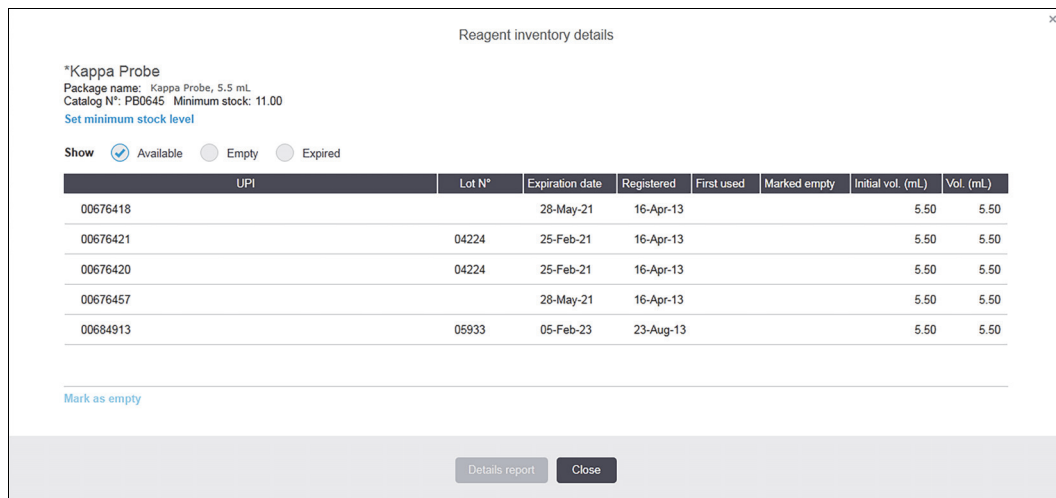 ×
Reagent inventory details
*Kappa Probe
Package name: Kappa Probe, 5.5 mL
Catalog N°: PB0645 Minimum stock: 11.00
Set minimum stock level
Show Available Empty Expired
UPI Lot N° Expiration date Registered First used Marked empty Initial vol. (mL) Vol. (mL)
00676418 28-May-21 16-Apr-13 5.50 5.50
00676421 04224 25-Feb-21 16-Apr-13 5.50 5.50
00676420 04224 25-Feb-21 16-Apr-13 5.50 5.50
00676457 28-May-21 16-Apr-13 5.50 5.50
00684913 05933 05-Feb-23 23-Aug-13 5.50 5.50
Mark as empty
Details report Close